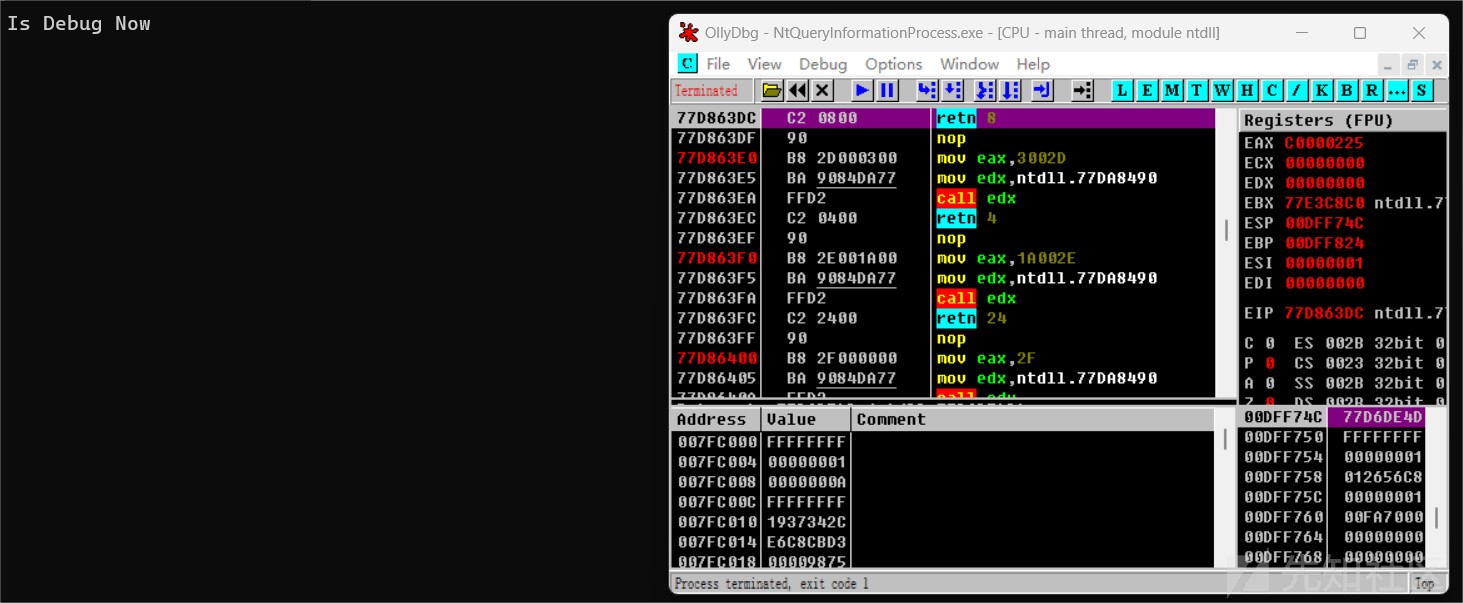 Is Debug Now
OllyDbg - NtQueryInformationProcess.exe - [CPU - main thread, module ntdll]
C File View Debug Options Window Help
Terminated L E M T W H C / K B R ... S
77D863DC C2 0800 retn 8
77D863DF 90 nop
77D863E0 B8 2D000300 mov eax,3002D
77D863E5 BA 9084DA77 mov edx,ntdll.77DA8490
77D863EA FFD2 call edx
77D863EC C2 0400 retn 4
77D863EF 90 nop
77D863F0 B8 2E001A00 mov eax,1A002E
77D863F5 BA 9084DA77 mov edx,ntdll.77DA8490
77D863FA FFD2 call edx
77D863FC C2 2400 retn 24
77D863FF 90 nop
77D86400 B8 2F000000 mov eax,2F
77D86405 BA 9084DA77 mov edx,ntdll.77DA8490
77D8640A FFD2 call edx
Registers (FPU)
EAX C0000225
ECX 00000000
EDX 00000000
EBX 77E3C8C0 ntdll.7
ESP 00DFF74C
EBP 00DFF824
ESI 00000001
EDI 00000000
EIP 77D863DC ntdll.7
C 0 ES 002B 32bit 0
P 0 CS 0023 32bit 0
A 0 SS 002B 32bit 0
Z 0 DS 002B 32bit 0
Address Value Comment
007FC000 FFFFFFFF
007FC004 00000001
007FC008 0000000A
007FC00C FFFFFFFF
007FC010 1937342C
007FC014 E6C8CBD3
007FC018 00009875
00DFF74C 77D6DE4D
00DFF750 FFFFFFFF
00DFF754 00000001
00DFF758 012656C8
00DFF75C 00000001
00DFF760 00FA7000
00DFF764 00000000
00DFF768 00000000
先知社区
Process terminated, exit code 1 Top